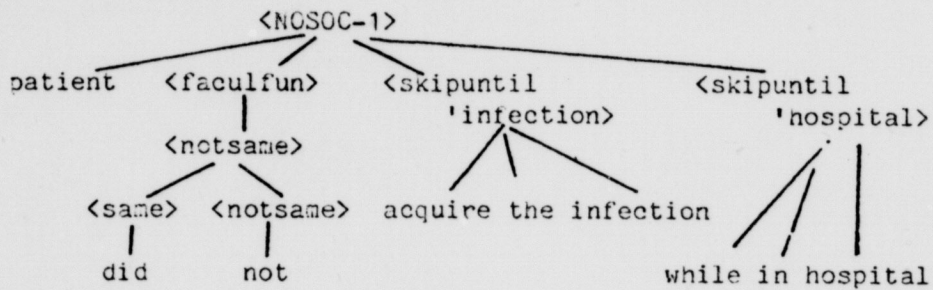 <NOSOC-1>
patient <faculfun> <skipuntil <skipuntil
'infection> 'hospital>
<notsame>
<same> <notsame> acquire the infection
did not while in hospital